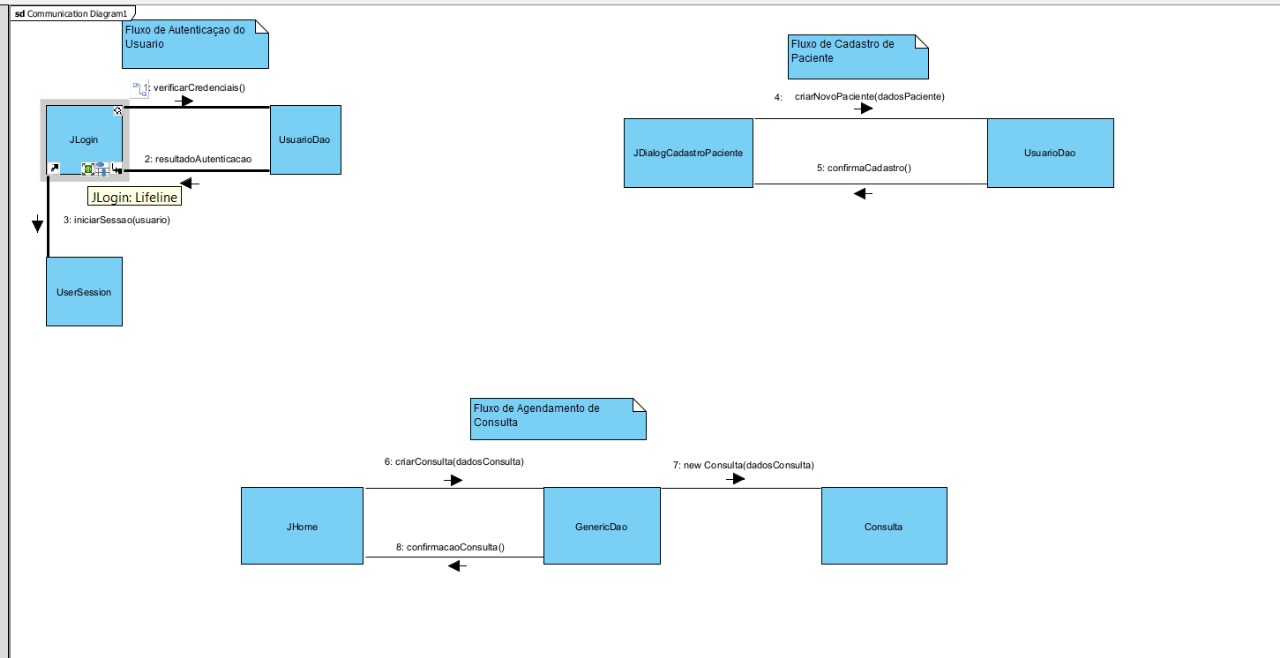 sd Communication Diagram1
Fluxo de Autenticaçao do
Usuario
1: verificarCredenciais()
JLogin
UsuarioDao
2: resultadoAutenticacao
JLogin: Lifeline
3: iniciarSessao(usuario)
UserSession
Fluxo de Cadastro de
Paciente
4: criarNovoPaciente(dadosPaciente)
JDialogCadastroPaciente
UsuarioDao
5: confirmaCadastro()
Fluxo de Agendamento de
Consulta
6: criarConsulta(dadosConsulta)
7: new Consulta(dadosConsulta)
JHome
GenericDao
Consulta
8: confirmacaoConsulta()